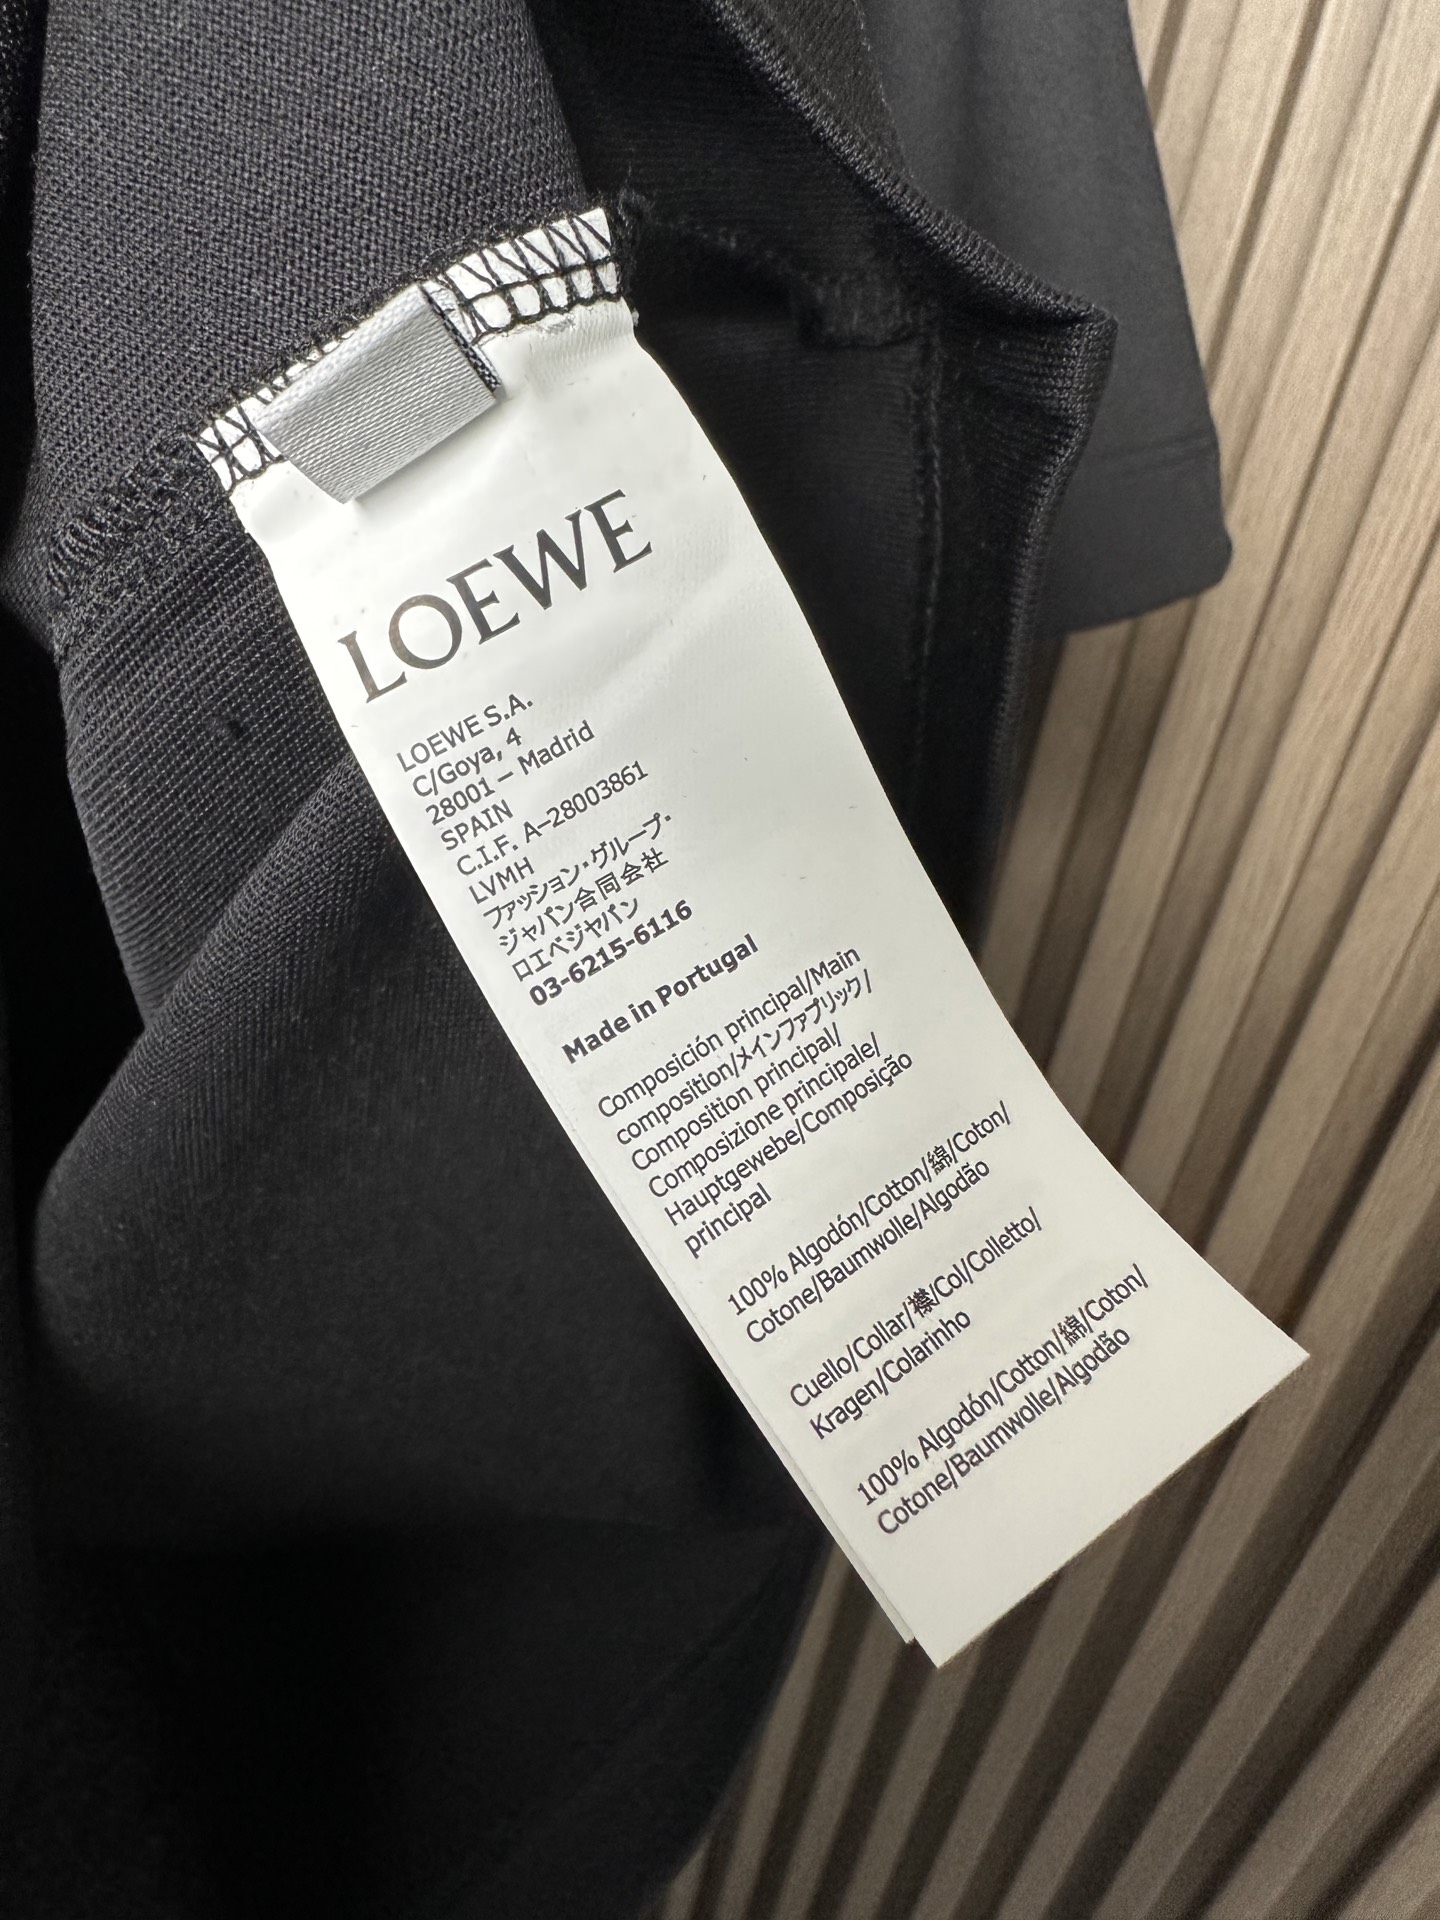 LOEWE
LOEWE S.A.
C/Goya, 4
28001 – Madrid
SPAIN
C.I.F. A–28003861
LVMH
ファッション・グループ・
ジャパン合同会社
ロエベジャパン
03-6215-6116
Made in Portugal
Composición principal/Main
composition/メインファブリック/
Composition principal/
Composizione principale/
Hauptgewebe/Composição
principal
100% Algodón/Cotton/綿/Coton/
Cotone/Baumwolle/Algodão
Cuello/Collar/襟/Col/Colletto/
Kragen/Colarinho
100% Algodón/Cotton/綿/Coton/
Cotone/Baumwolle/Algodão